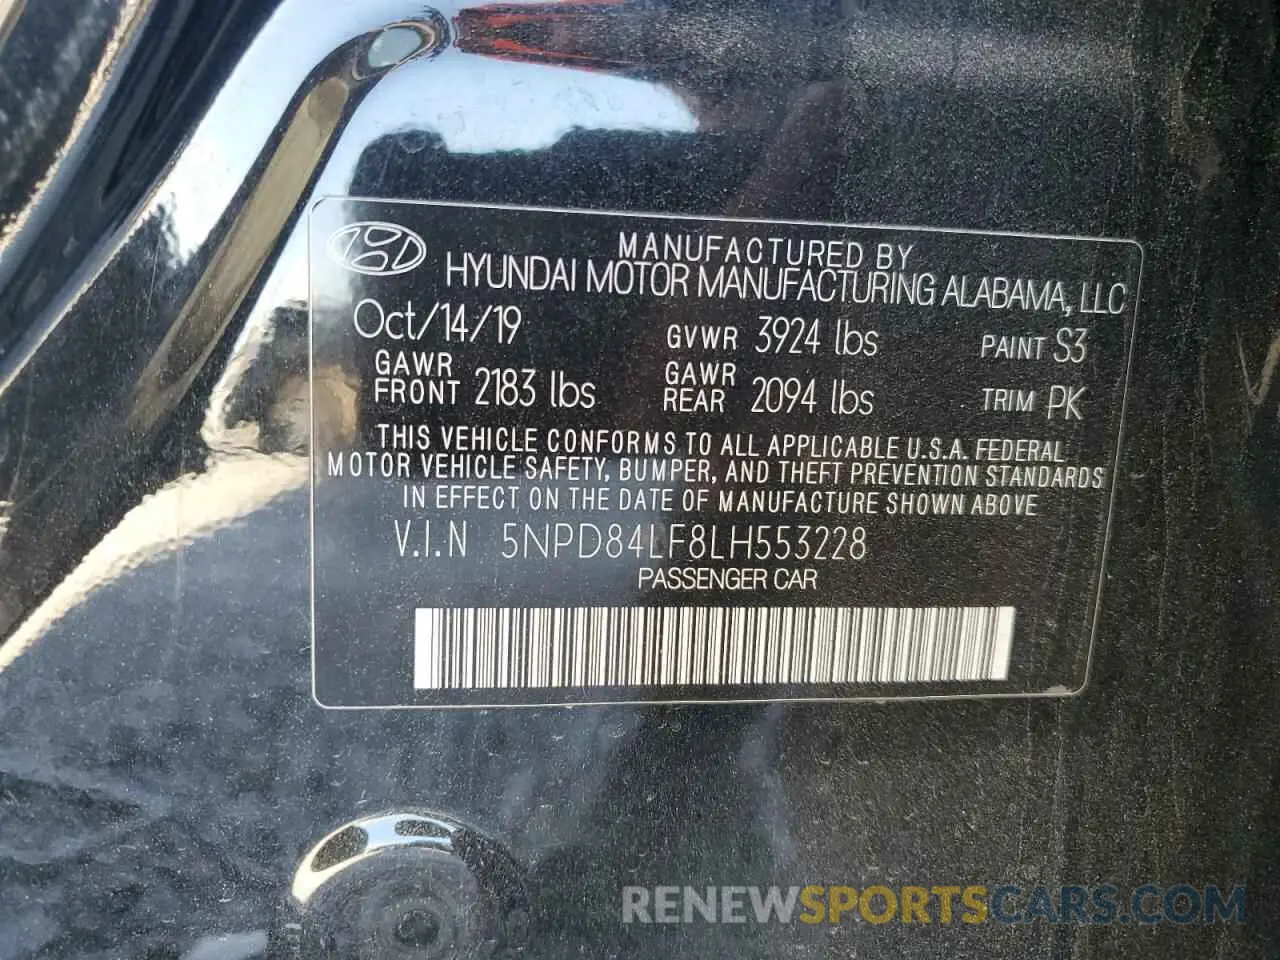 MANUFACTURED BY
HYUNDAI MOTOR MANUFACTURING ALABAMA, LLC
Oct/14/19 GVWR 3924 lbs PAINT S3
GAWR FRONT 2183 lbs GAWR REAR 2094 lbs TRIM PK
THIS VEHICLE CONFORMS TO ALL APPLICABLE U.S.A. FEDERAL
MOTOR VEHICLE SAFETY, BUMPER, AND THEFT PREVENTION STANDARDS
IN EFFECT ON THE DATE OF MANUFACTURE SHOWN ABOVE
V.I.N 5NPD84LF8LH553228
PASSENGER CAR
RENEWSPORTSCARS.COM